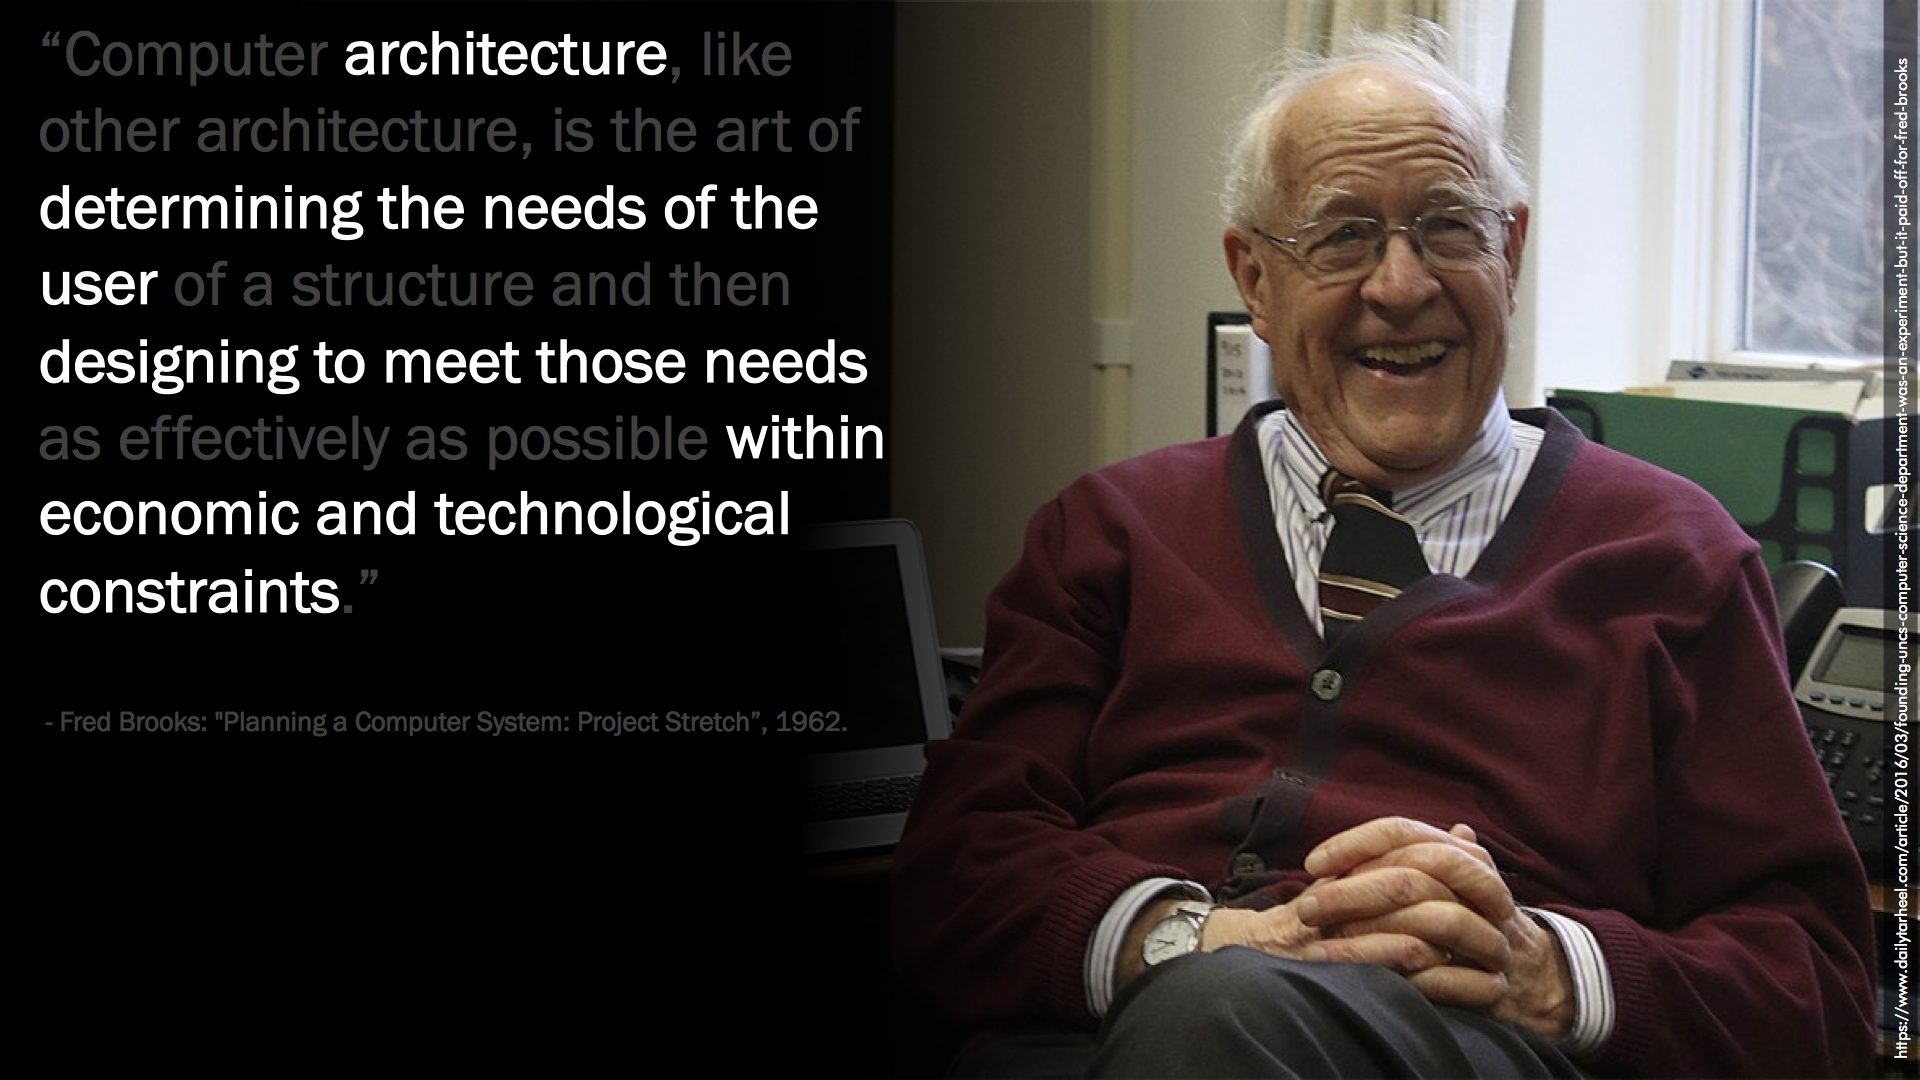 “Computer architecture, like
other architecture, is the art of
determining the needs of the
user of a structure and then
designing to meet those needs
as effectively as possible within
economic and technological
constraints.”
- Fred Brooks: "Planning a Computer System: Project Stretch”, 1962.
https://www.dailytarheel.com/article/2016/03/founding-uncs-computer-science-department-was-an-experiment-but-it-paid-off-for-fred-brooks